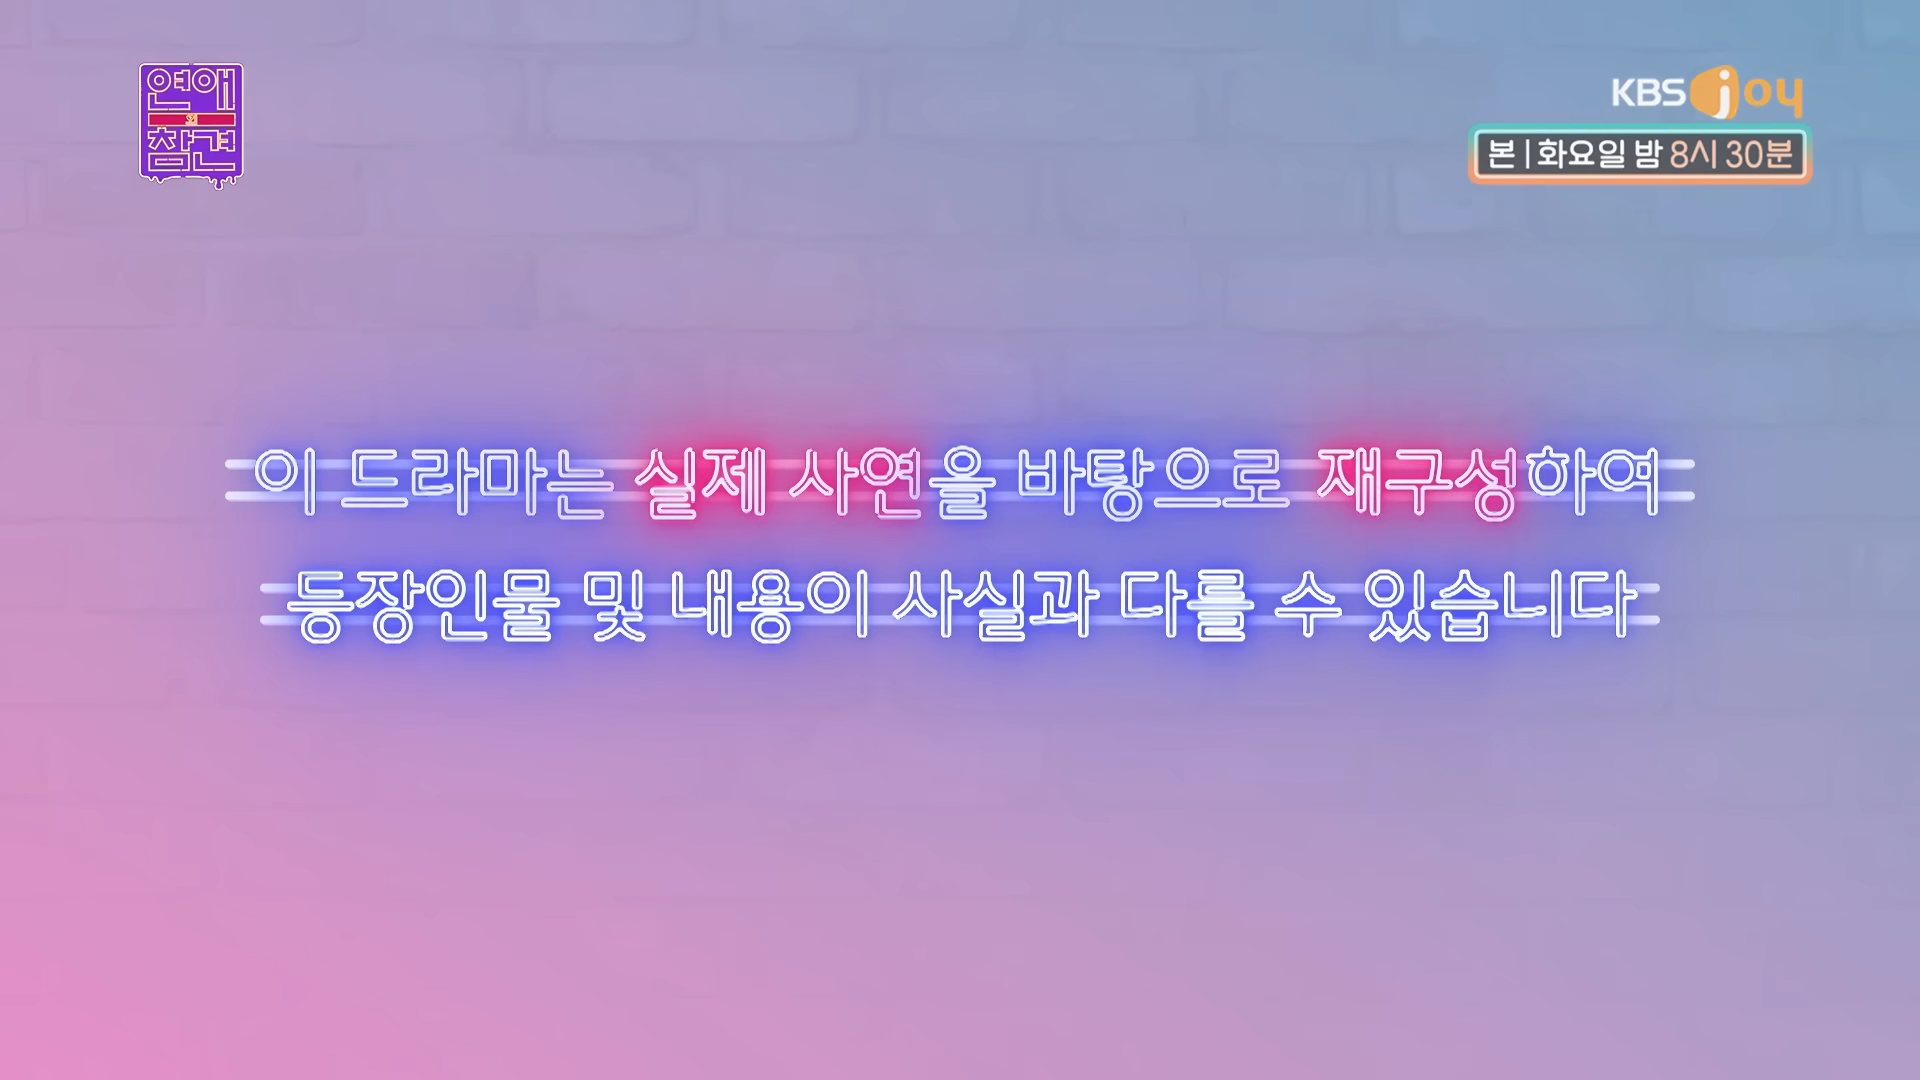 연애
의
참견
KBS joy
본 | 화요일 밤 8시 30분
이 드라마는 실제 사연을 바탕으로 재구성하여
등장인물 및 내용이 사실과 다를 수 있습니다